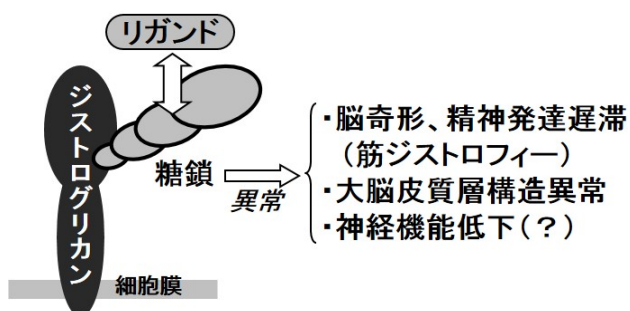 リガンド
ジストログリカン
糖鎖
異常
・脳奇形、精神発達遅滞
（筋ジストロフィー）
・大脳皮質層構造異常
・神経機能低下（？）
細胞膜